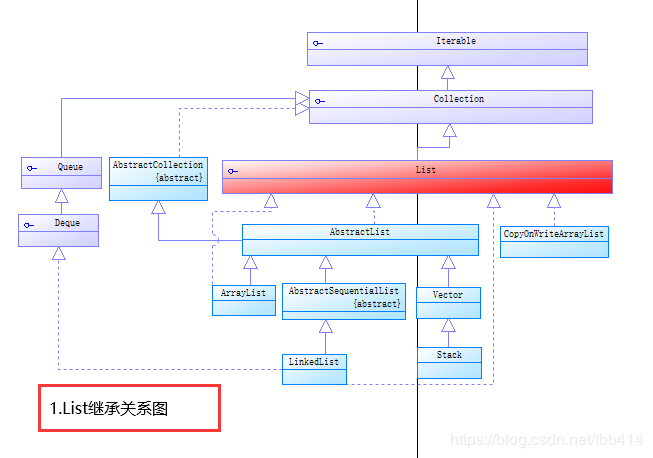 Iterable
Collection
Queue
AbstractCollection
{abstract}
List
Deque
AbstractList
CopyOnWriteArrayList
ArrayList
AbstractSequentialList
{abstract}
Vector
LinkedList
Stack
1.List继承关系图
https://blog.csdn.net/tbb414